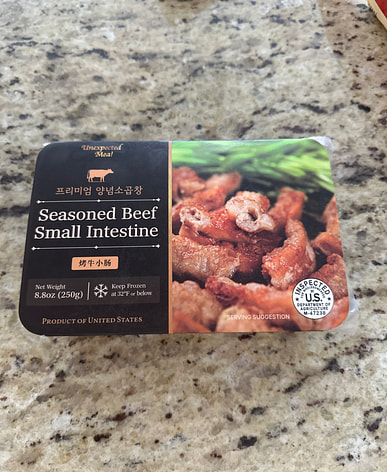 Unexpected
Meal
프리미엄 양념소곱창
Seasoned Beef
Small Intestine
烤牛小肠
Net Weight
8.8oz (250g)
Keep Frozen
at 32°F or below
PRODUCT OF UNITED STATES
SERVING SUGGESTION
INSPECTED
U.S.
DEPARTMENT OF
AGRICULTURE
M-47238